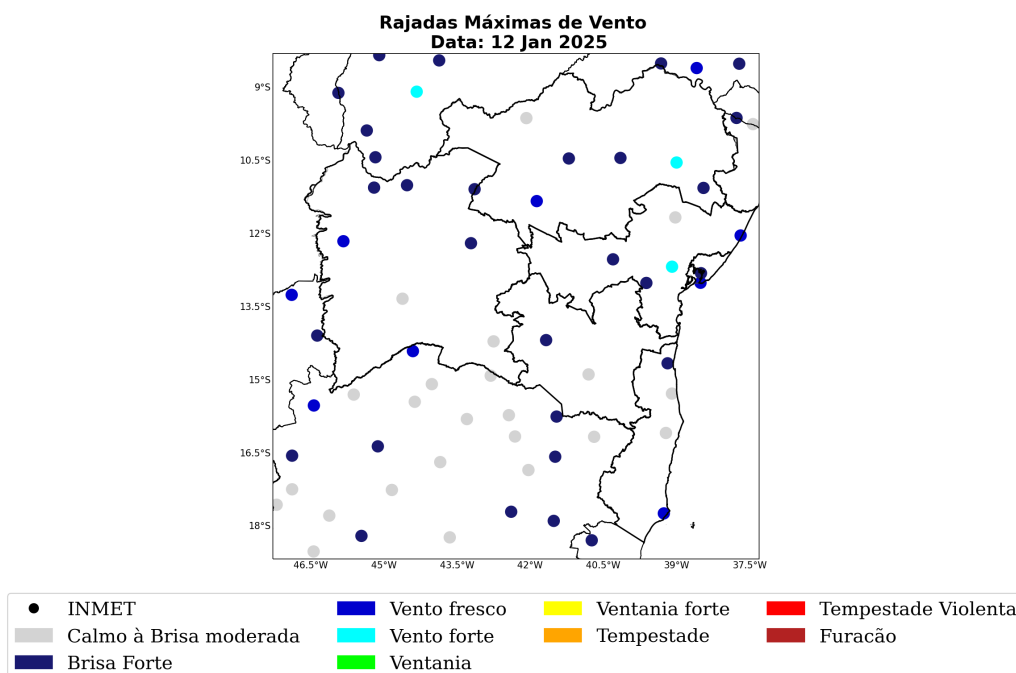 Rajadas Máximas de Vento
Data: 12 Jan 2025
9°S
10.5°S
12°S
13.5°S
15°S
16.5°S
18°S
46.5°W 45°W 43.5°W 42°W 40.5°W 39°W 37.5°W
INMET Vento fresco Ventania forte Tempestade Violenta
Calmo à Brisa moderada Vento forte Tempestade Furacão
Brisa Forte Ventania